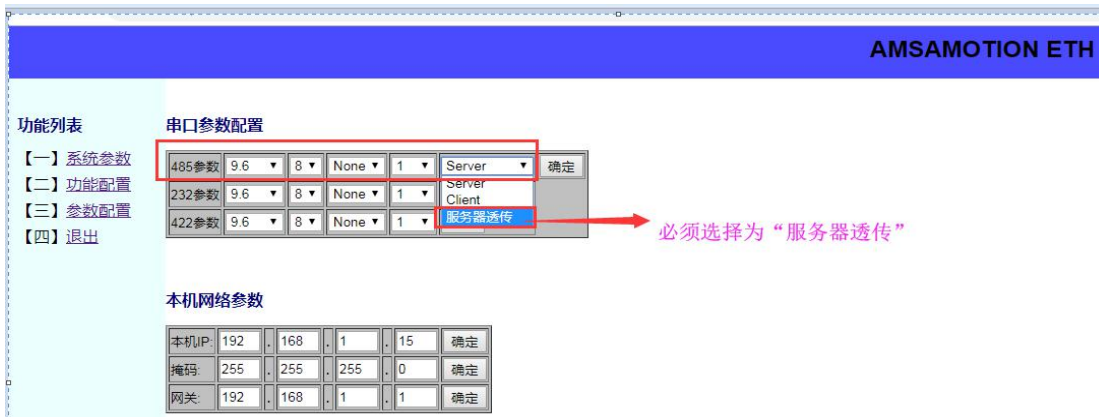 AMSAMOTION ETH
功能列表
【一】系统参数
【二】功能配置
【三】参数配置
【四】退出
串口参数配置
485参数 9.6 8 None 1 Server 确定
232参数 9.6 8 None 1
422参数 9.6 8 None 1
Server
Client
服务器透传
必须选择为“服务器透传”
本机网络参数
本机IP: 192 . 168 . 1 . 15 确定
掩码: 255 . 255 . 255 . 0 确定
网关: 192 . 168 . 1 . 1 确定